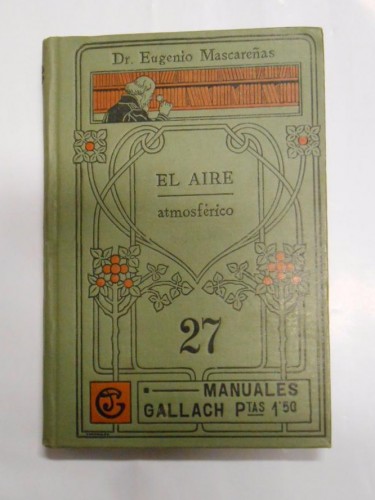 Dr. Eugenio Mascareñas
EL AIRE
atmosférico
27
MANUALES
GALLACH PTAS 1'50